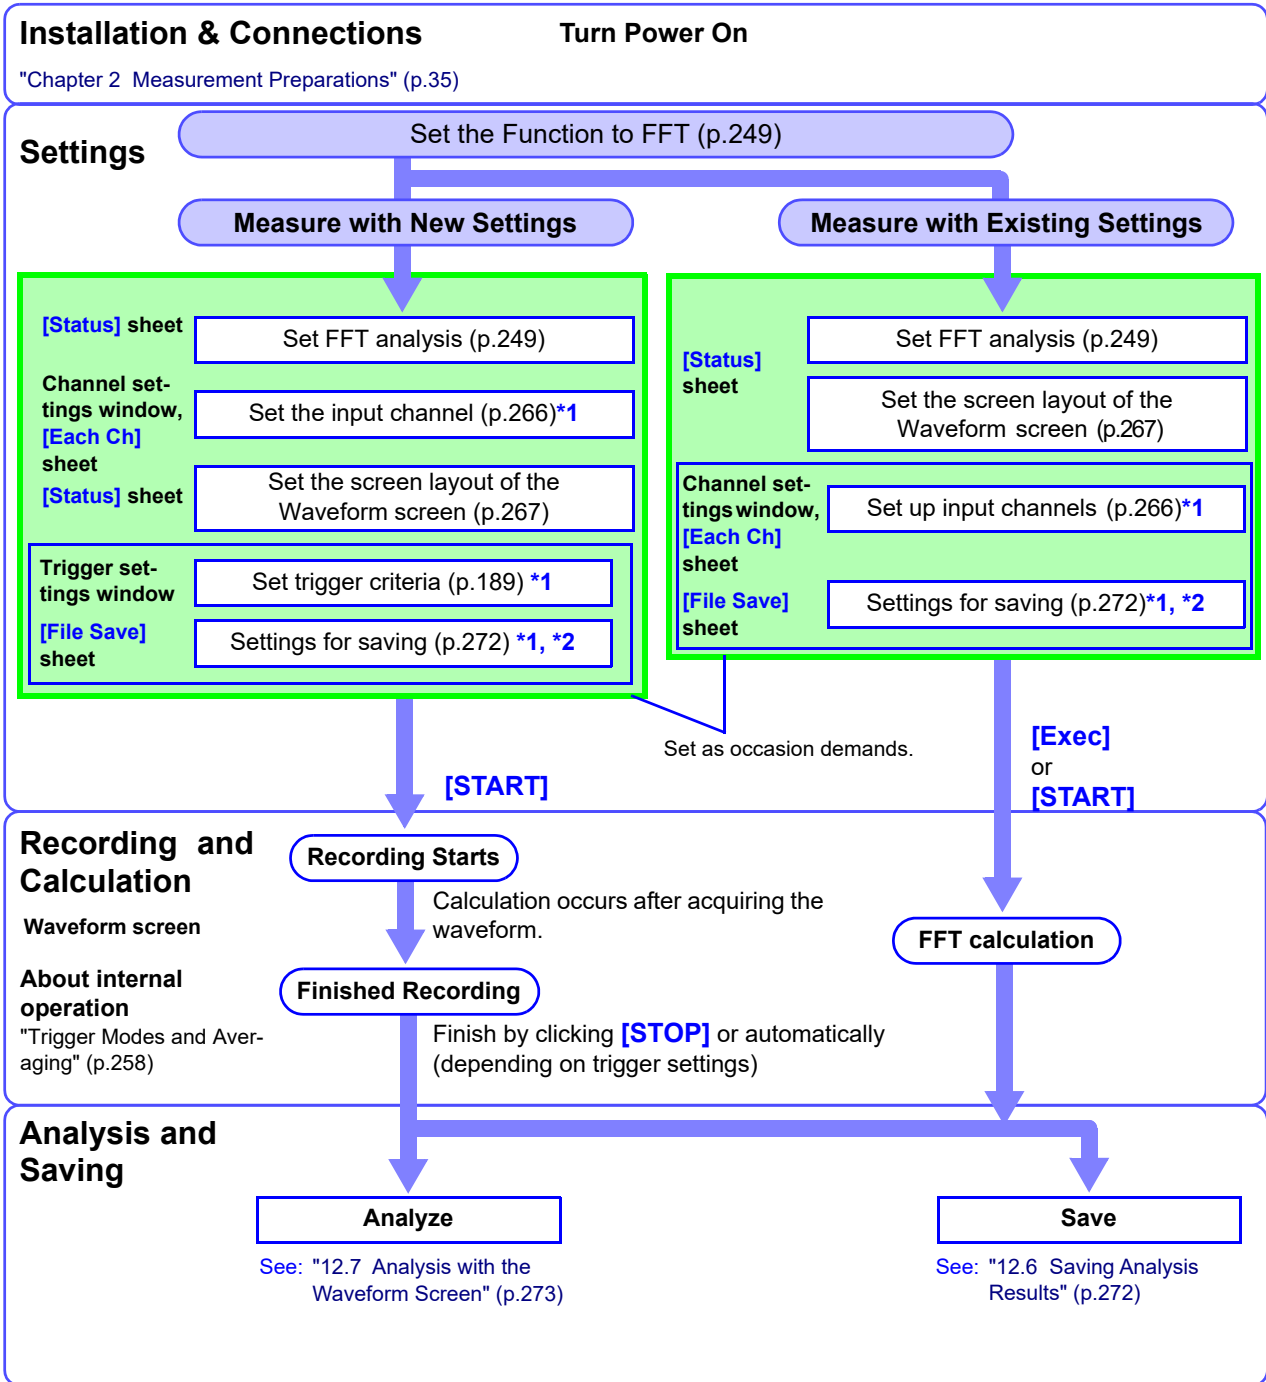 Installation & Connections
Turn Power On
"Chapter 2 Measurement Preparations" (p.35)
Settings
Set the Function to FFT (p.249)
Measure with New Settings
Measure with Existing Settings
[Status] sheet
Set FFT analysis (p.249)
Channel set-
tings window,
[Each Ch]
sheet
Set the input channel (p.266)*1
[Status] sheet
Set the screen layout of the
Waveform screen (p.267)
Trigger set-
tings window
Set trigger criteria (p.189) *1
[File Save]
sheet
Settings for saving (p.272) *1, *2
[Status]
sheet
Set FFT analysis (p.249)
Set the screen layout of the
Waveform screen (p.267)
Channel set-
tings window,
[Each Ch]
sheet
Set up input channels (p.266)*1
[File Save]
sheet
Settings for saving (p.272)*1, *2
Set as occasion demands.
[START]
[Exec]
or
[START]
Recording and
Calculation
Waveform screen
About internal
operation
"Trigger Modes and Aver-
aging" (p.258)
Recording Starts
Calculation occurs after acquiring the
waveform.
Finished Recording
Finish by clicking [STOP] or automatically
(depending on trigger settings)
FFT calculation
Analysis and
Saving
Analyze
See: "12.7 Analysis with the
Waveform Screen" (p.273)
Save
See: "12.6 Saving Analysis
Results" (p.272)